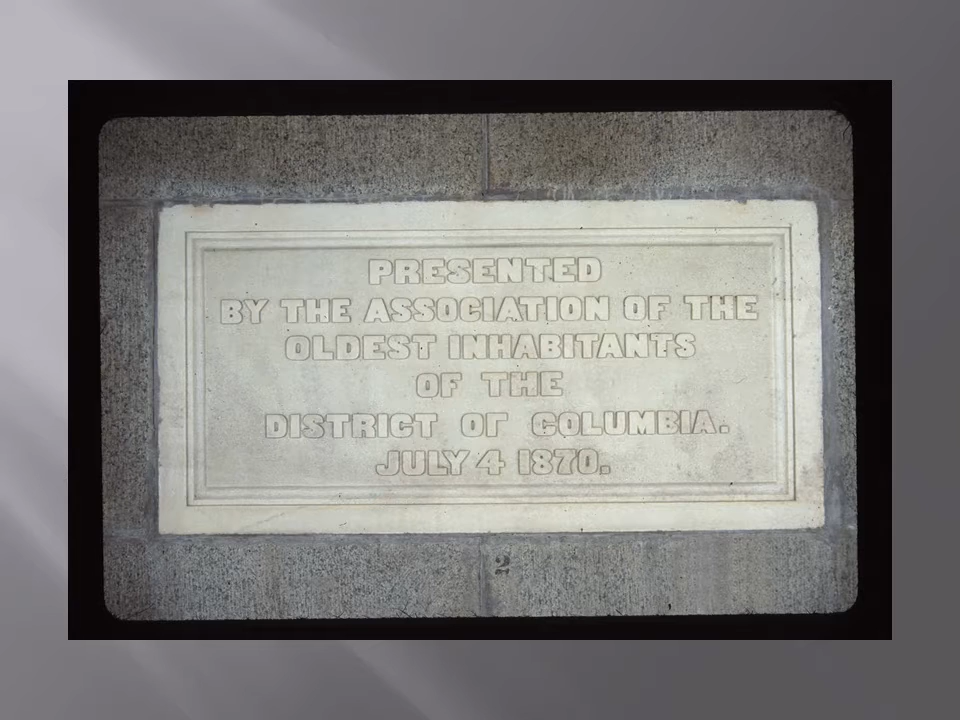 PRESENTED
BY THE ASSOCIATION OF THE
OLDEST INHABITANTS
OF THE
DISTRICT OF COLUMBIA.
JULY 4 1870.
2